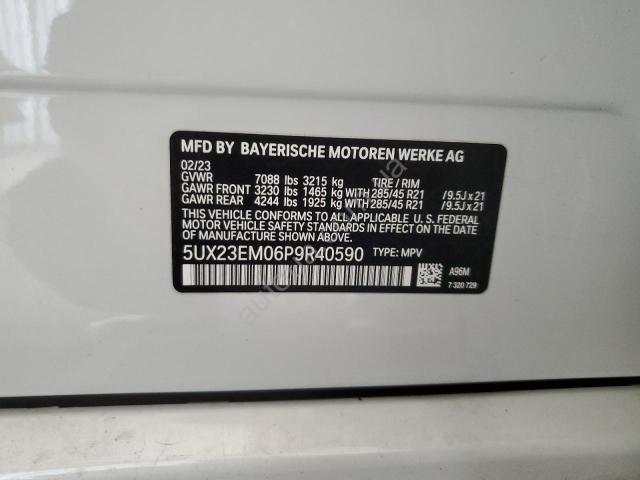 MFD BY BAYERISCHE MOTOREN WERKE AG
02/23
GVWR 7088 lbs 3215 kg TIRE / RIM
GAWR FRONT 3230 lbs 1465 kg WITH 285/45 R21 /9.5J x 21
GAWR REAR 4244 lbs 1925 kg WITH 285/45 R21 /9.5J x 21
THIS VEHICLE CONFORMS TO ALL APPLICABLE U. S. FEDERAL
MOTOR VEHICLE SAFETY STANDARDS IN EFFECT ON THE
DATE OF MANUFACTURE SHOWN ABOVE.
5UX23EM06P9R40590 TYPE: MPV
A96M
7 320 729